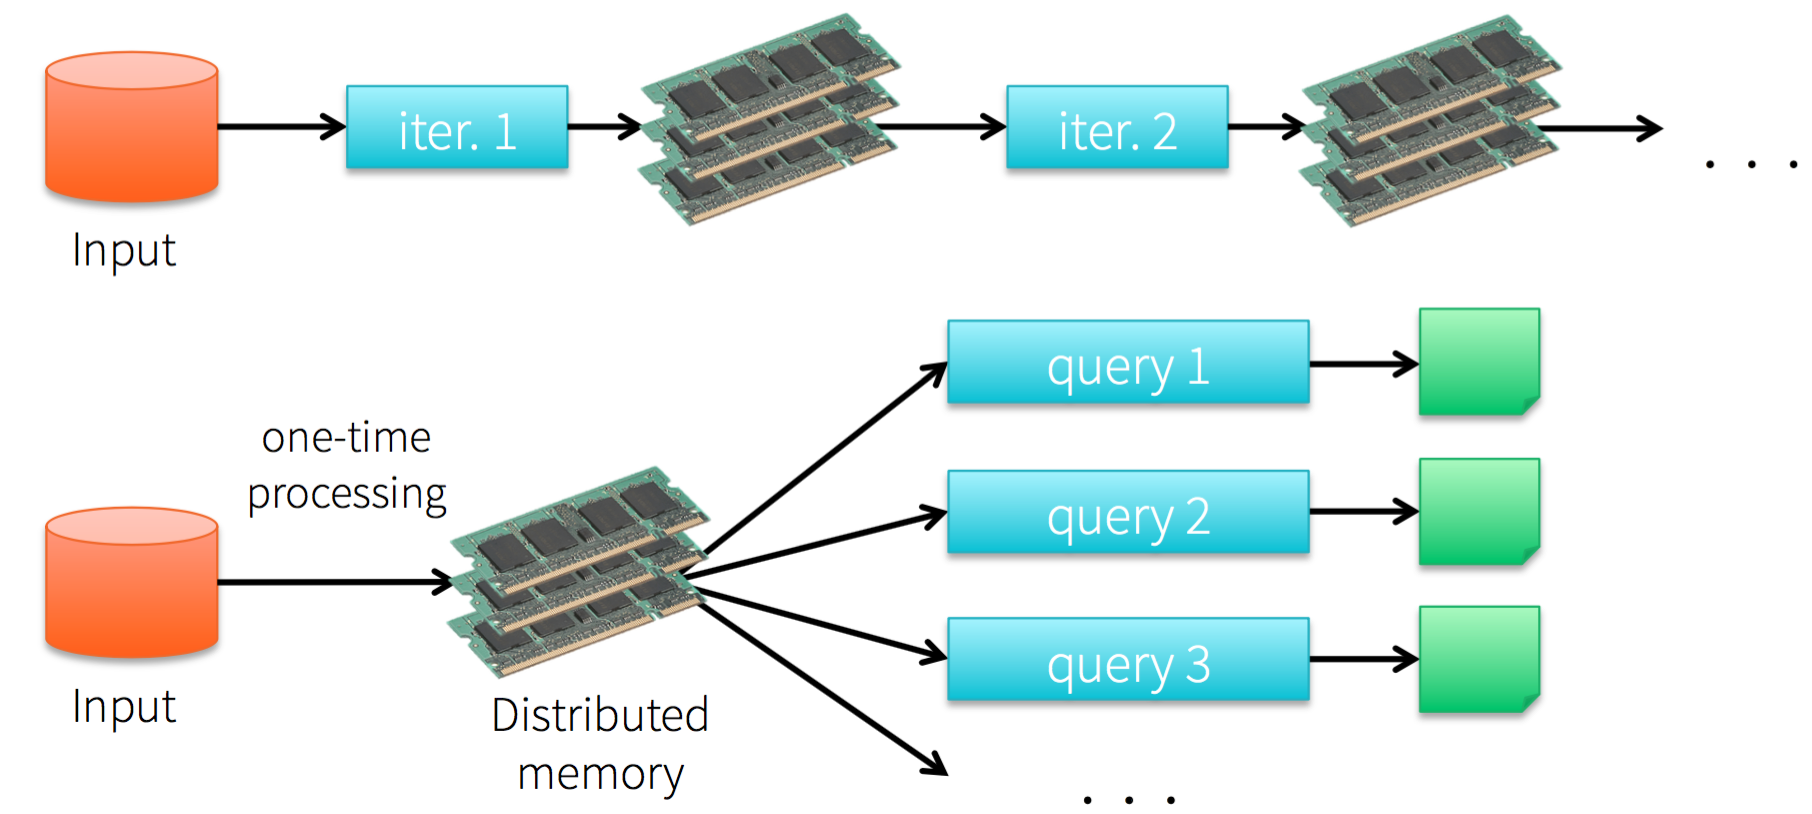 iter. 1
iter. 2
. . .
Input
query 1
one-time
processing
query 2
query 3
Input
Distributed
memory
. . .